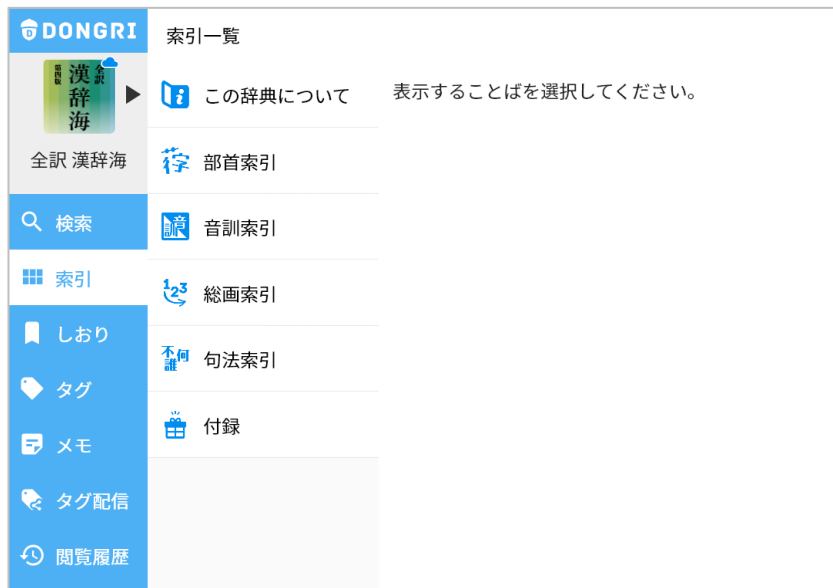 DONGRI
全訳
漢辞海
第四版
全訳 漢辞海
検索
索引
しおり
タグ
メモ
タグ配信
閲覧履歴
索引一覧
この辞典について
部首索引
音訓索引
123
総画索引
不何誰
句法索引
付録
表示することばを選択してください。